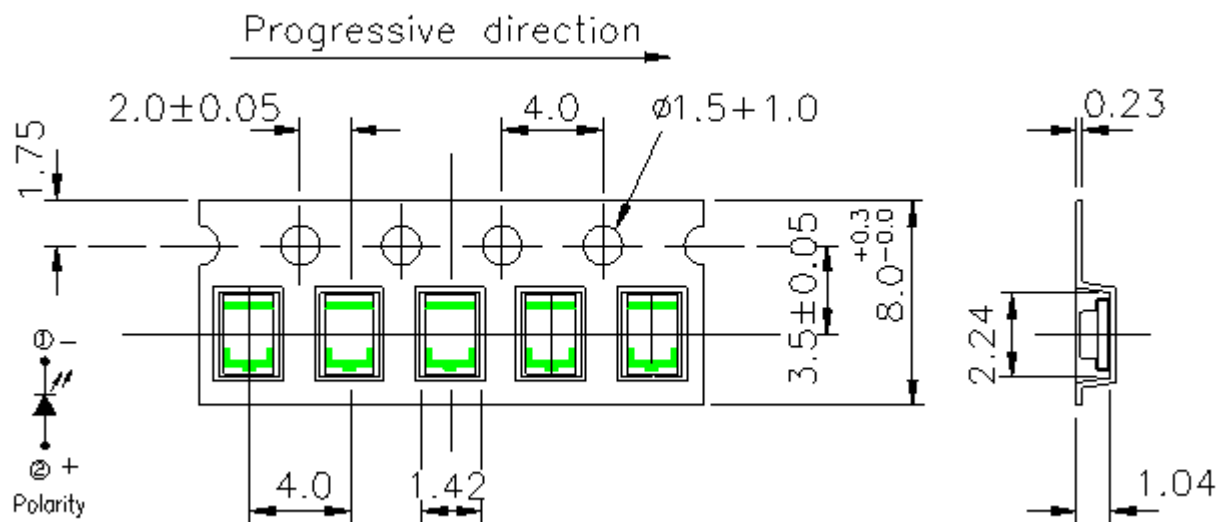 Progressive direction
2.0±0.05
4.0
ø1.5+1.0
0.23
1.75
3.5±0.05
8.0 +0.3 -0.0
2.24
① -
② +
Polarity
4.0
1.42
1.04